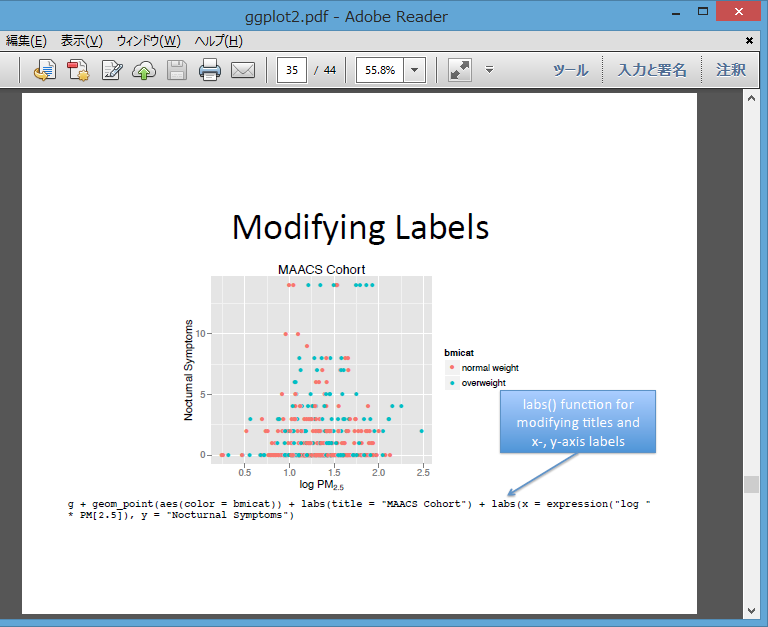 ggplot2.pdf - Adobe Reader
編集(E) 表示(V) ウィンドウ(W) ヘルプ(H)
35 / 44 55.8% ツール 入力と署名 注釈
Modifying Labels
MAACS Cohort
Nocturnal Symptoms
10
5
0
0.5 1.0 1.5 2.0 2.5
log PM2.5
bmicat
normal weight
overweight
labs() function for
modifying titles and
x-, y-axis labels
g + geom_point(aes(color = bmicat)) + labs(title = "MAACS Cohort") + labs(x = expression("log "
* PM[2.5]), y = "Nocturnal Symptoms")